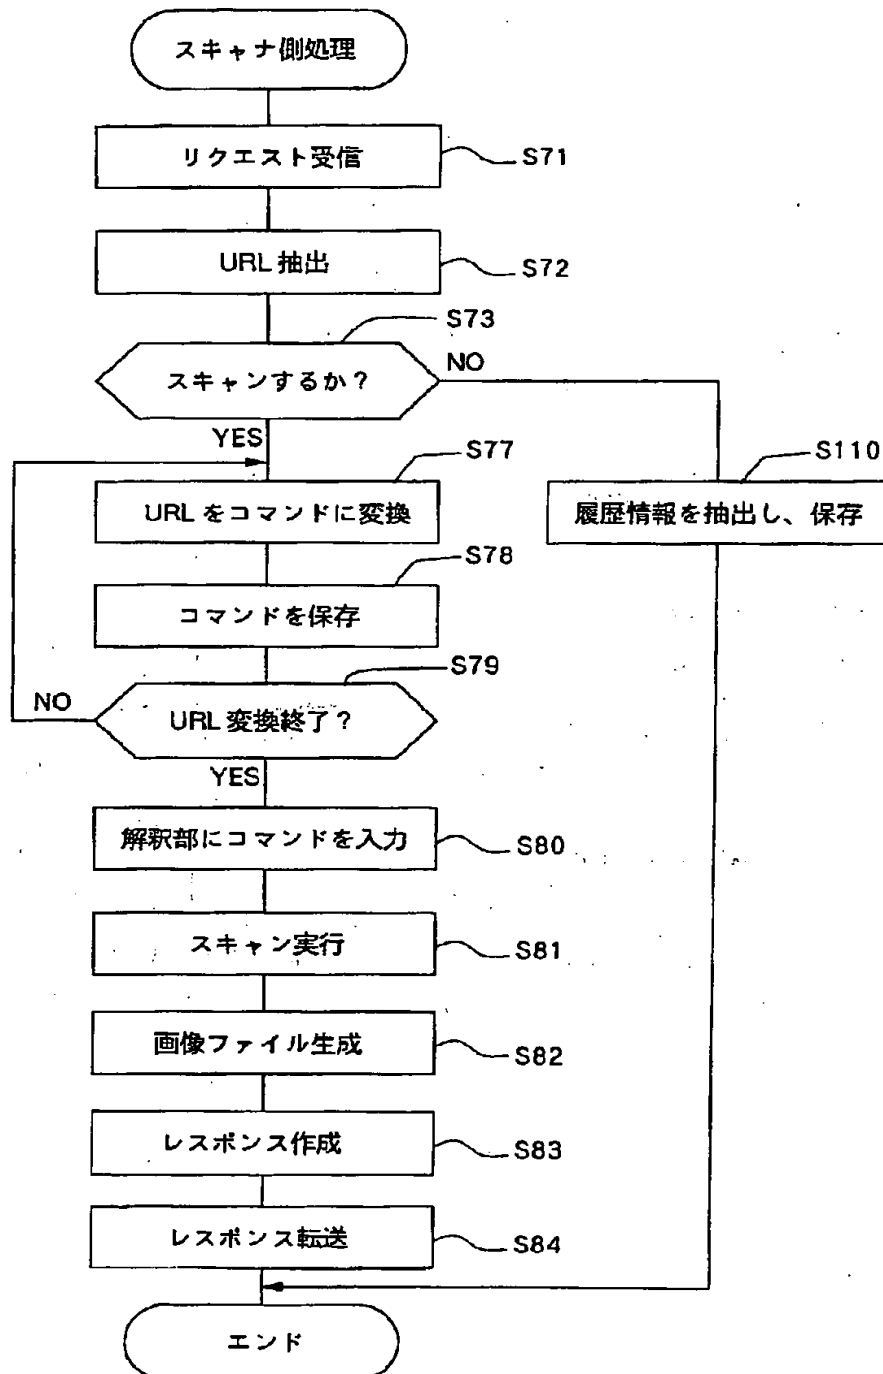 スキャナ側処理
リクエスト受信
S71
URL 抽出
S72
S73
スキャンするか？
NO
YES
S77
URL をコマンドに変換
S110
履歴情報を抽出し、保存
S78
コマンドを保存
S79
NO
URL 変換終了？
YES
解釈部にコマンドを入力
S80
スキャン実行
S81
画像ファイル生成
S82
レスポンス作成
S83
レスポンス転送
S84
エンド